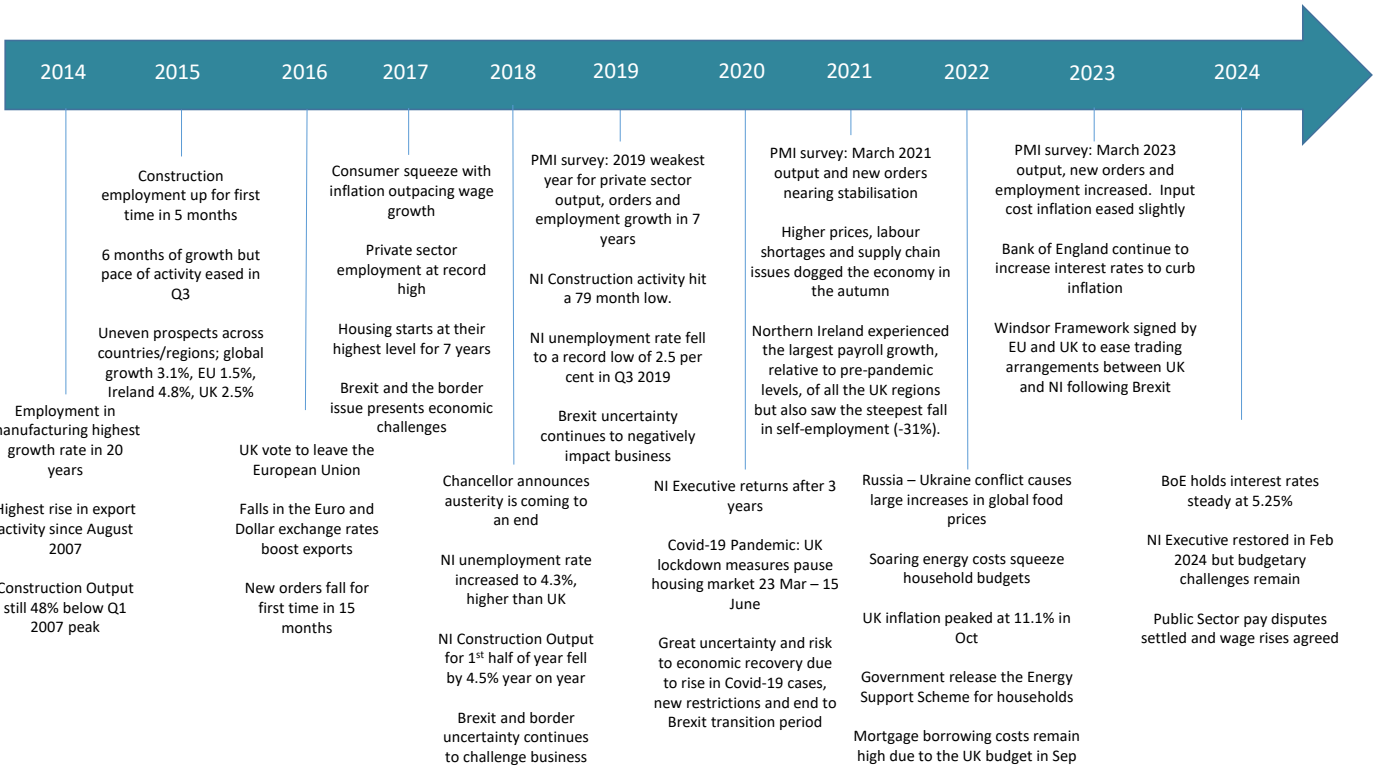 2014
2015
2016
2017
2018
2019
2020
2021
2022
2023
2024
Employment in
manufacturing highest
growth rate in 20
years
Highest rise in export
activity since August
2007
Construction Output
still 48% below Q1
2007 peak
Construction
employment up for first
time in 5 months
6 months of growth but
pace of activity eased in
Q3
Uneven prospects across
countries/regions; global
growth 3.1%, EU 1.5%,
Ireland 4.8%, UK 2.5%
UK vote to leave the
European Union
Falls in the Euro and
Dollar exchange rates
boost exports
New orders fall for
first time in 15
months
Consumer squeeze with
inflation outpacing wage
growth
Private sector
employment at record
high
Housing starts at their
highest level for 7 years
Brexit and the border
issue presents economic
challenges
Chancellor announces
austerity is coming to
an end
NI unemployment rate
increased to 4.3%,
higher than UK
NI Construction Output
for 1st half of year fell
by 4.5% year on year
Brexit and border
uncertainty continues
to challenge business
PMI survey: 2019 weakest
year for private sector
output, orders and
employment growth in 7
years
NI Construction activity hit
a 79 month low.
NI unemployment rate fell
to a record low of 2.5 per
cent in Q3 2019
Brexit uncertainty
continues to negatively
impact business
NI Executive returns after 3
years
Covid-19 Pandemic: UK
lockdown measures pause
housing market 23 Mar – 15
June
Great uncertainty and risk
to economic recovery due
to rise in Covid-19 cases,
new restrictions and end to
Brexit transition period
PMI survey: March 2021
output and new orders
nearing stabilisation
Higher prices, labour
shortages and supply chain
issues dogged the economy in
the autumn
Northern Ireland experienced
the largest payroll growth,
relative to pre-pandemic
levels, of all the UK regions
but also saw the steepest fall
in self-employment (-31%).
Russia – Ukraine conflict causes
large increases in global food
prices
Soaring energy costs squeeze
household budgets
UK inflation peaked at 11.1% in
Oct
Government release the Energy
Support Scheme for households
Mortgage borrowing costs remain
high due to the UK budget in Sep
PMI survey: March 2023
output, new orders and
employment increased. Input
cost inflation eased slightly
Bank of England continue to
increase interest rates to curb
inflation
Windsor Framework signed by
EU and UK to ease trading
arrangements between UK
and NI following Brexit
BoE holds interest rates
steady at 5.25%
NI Executive restored in Feb
2024 but budgetary
challenges remain
Public Sector pay disputes
settled and wage rises agreed